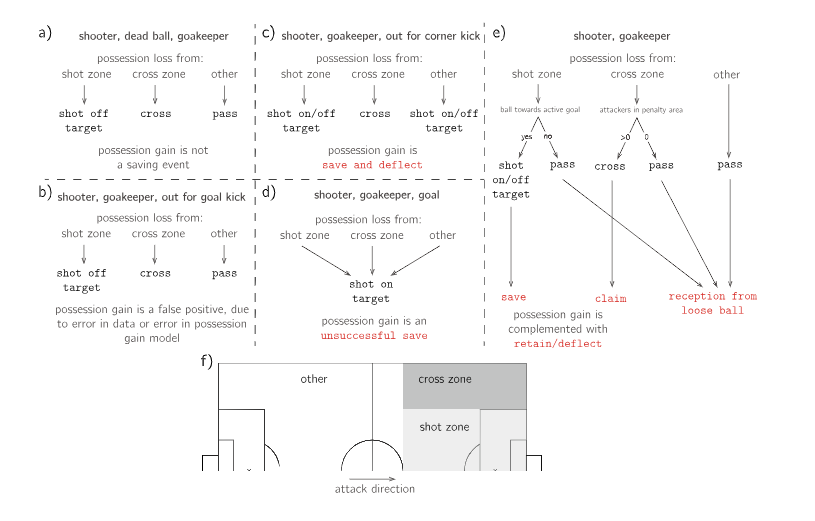 a)
shooter, dead ball, goakeeper
possession loss from:
shot zone cross zone other
shot off cross pass
target
possession gain is not
a saving event
b)
shooter, goakeeper, out for goal kick
possession loss from:
shot zone cross zone other
shot off cross pass
target
possession gain is a false positive, due
to error in data or error in possession
gain model
c)
shooter, goakeeper, out for corner kick
possession loss from:
shot zone cross zone other
shot on/off cross shot on/off
target target
possession gain is
save and deflect
d)
shooter, goakeeper, goal
possession loss from:
shot zone cross zone other
shot on
target
possession gain is an
unsuccessful save
e)
shooter, goakeeper
possession loss from:
shot zone cross zone other
ball towards active goal attackers in penalty area
yes no >0 0
shot pass cross pass pass
on/off
target
save claim reception from
loose ball
possession gain is
complemented with
retain/deflect
f)
other cross zone
shot zone
attack direction